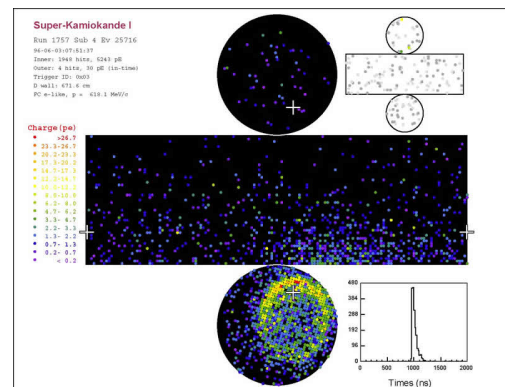 Super-Kamiokande I
Run 1757 Sub 4 Ev 25716
96-06-03:07:51:37
Inner: 1948 hits, 5243 pE
Outer: 4 hits, 30 pE (in-time)
Trigger ID: 0x03
D wall: 671.6 cm
FC e-like, p = 618.1 MeV/c
Charge(pe)
>26.7
23.3-26.7
20.2-23.3
17.3-20.2
14.7-17.3
12.2-14.7
10.0-12.2
8.0-10.0
6.2- 8.0
4.7- 6.2
3.3- 4.7
2.2- 3.3
1.3- 2.2
0.7- 1.3
0.2- 0.7
< 0.2
480
384
288
192
96
0
0 500 1000 1500 2000
Times (ns)